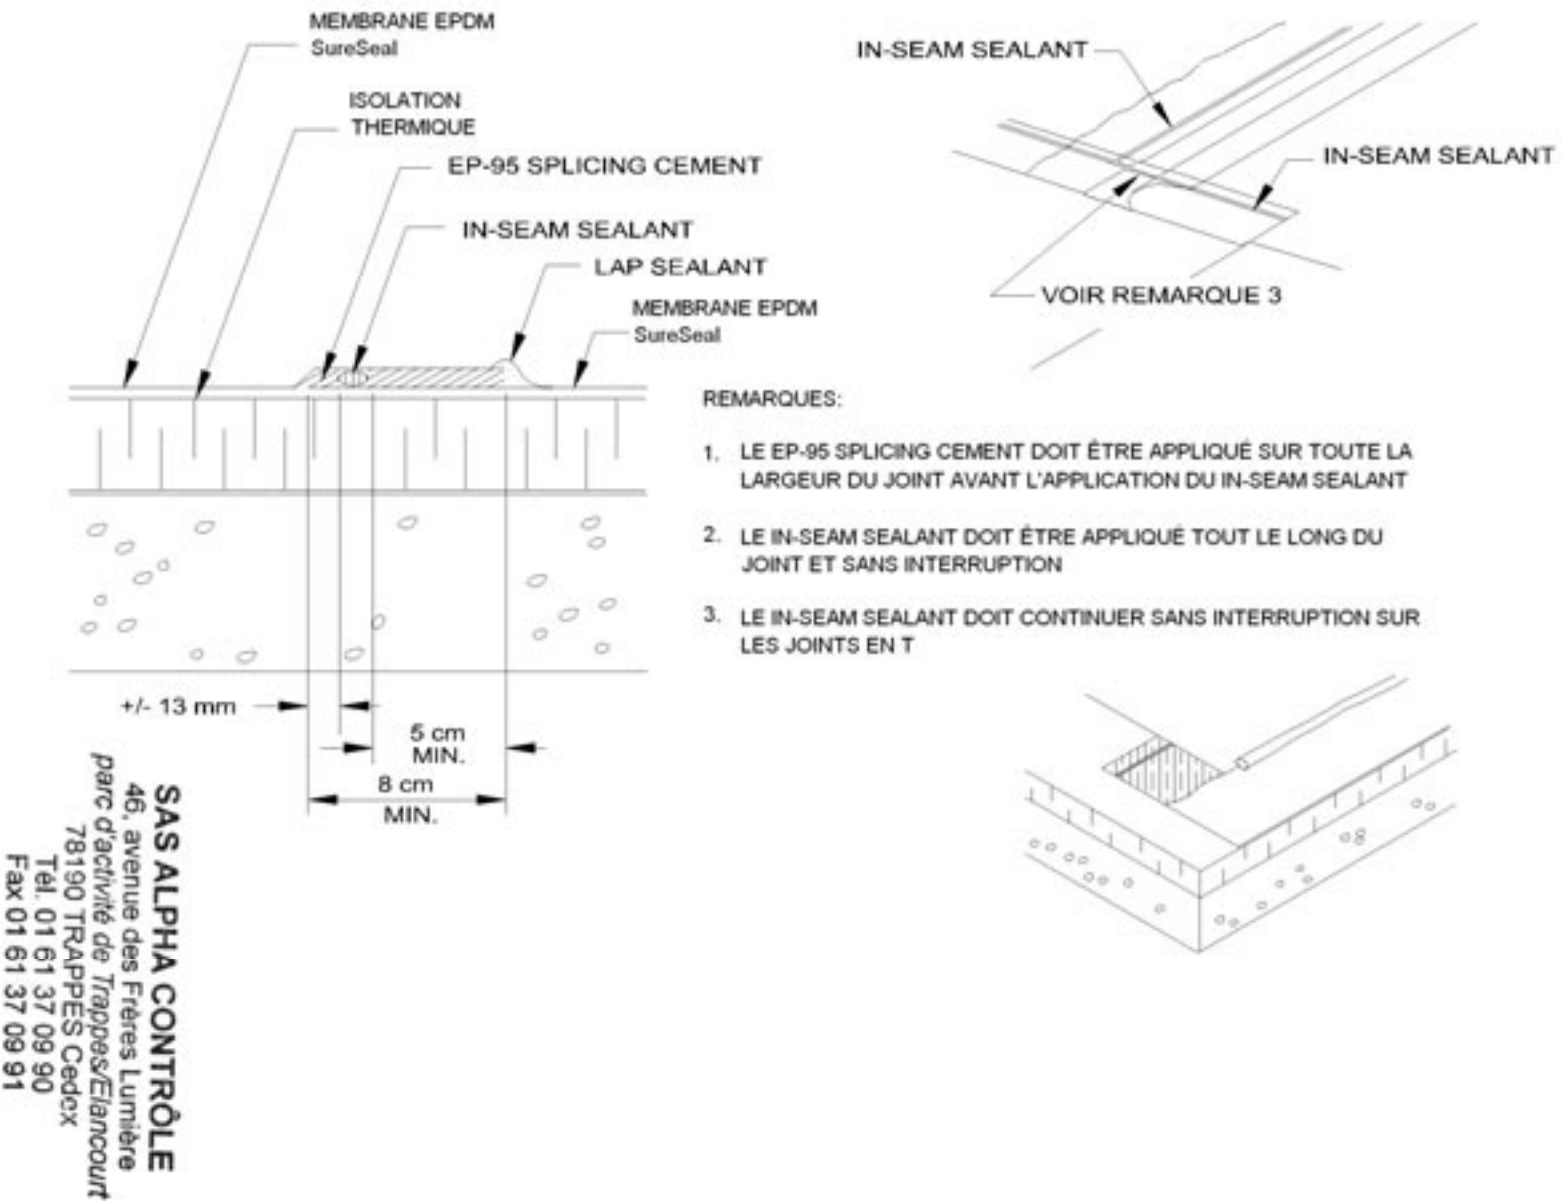 MEMBRANE EPDM
SureSeal
ISOLATION
THERMIQUE
EP-95 SPLICING CEMENT
IN-SEAM SEALANT
LAP SEALANT
MEMBRANE EPDM
SureSeal
+/- 13 mm
5 cm
MIN.
8 cm
MIN.
IN-SEAM SEALANT
IN-SEAM SEALANT
VOIR REMARQUE 3
REMARQUES:
1. LE EP-95 SPLICING CEMENT DOIT ÊTRE APPLIQUÉ SUR TOUTE LA
LARGEUR DU JOINT AVANT L'APPLICATION DU IN-SEAM SEALANT
2. LE IN-SEAM SEALANT DOIT ÊTRE APPLIQUÉ TOUT LE LONG DU
JOINT ET SANS INTERRUPTION
3. LE IN-SEAM SEALANT DOIT CONTINUER SANS INTERRUPTION SUR
LES JOINTS EN T
SAS ALPHA CONTRÔLE
46, avenue des Frères Lumière
parc d'activité de Trappes/Elancourt
78190 TRAPPES Cedex
Tél. 01 61 37 09 90
Fax 01 61 37 09 91